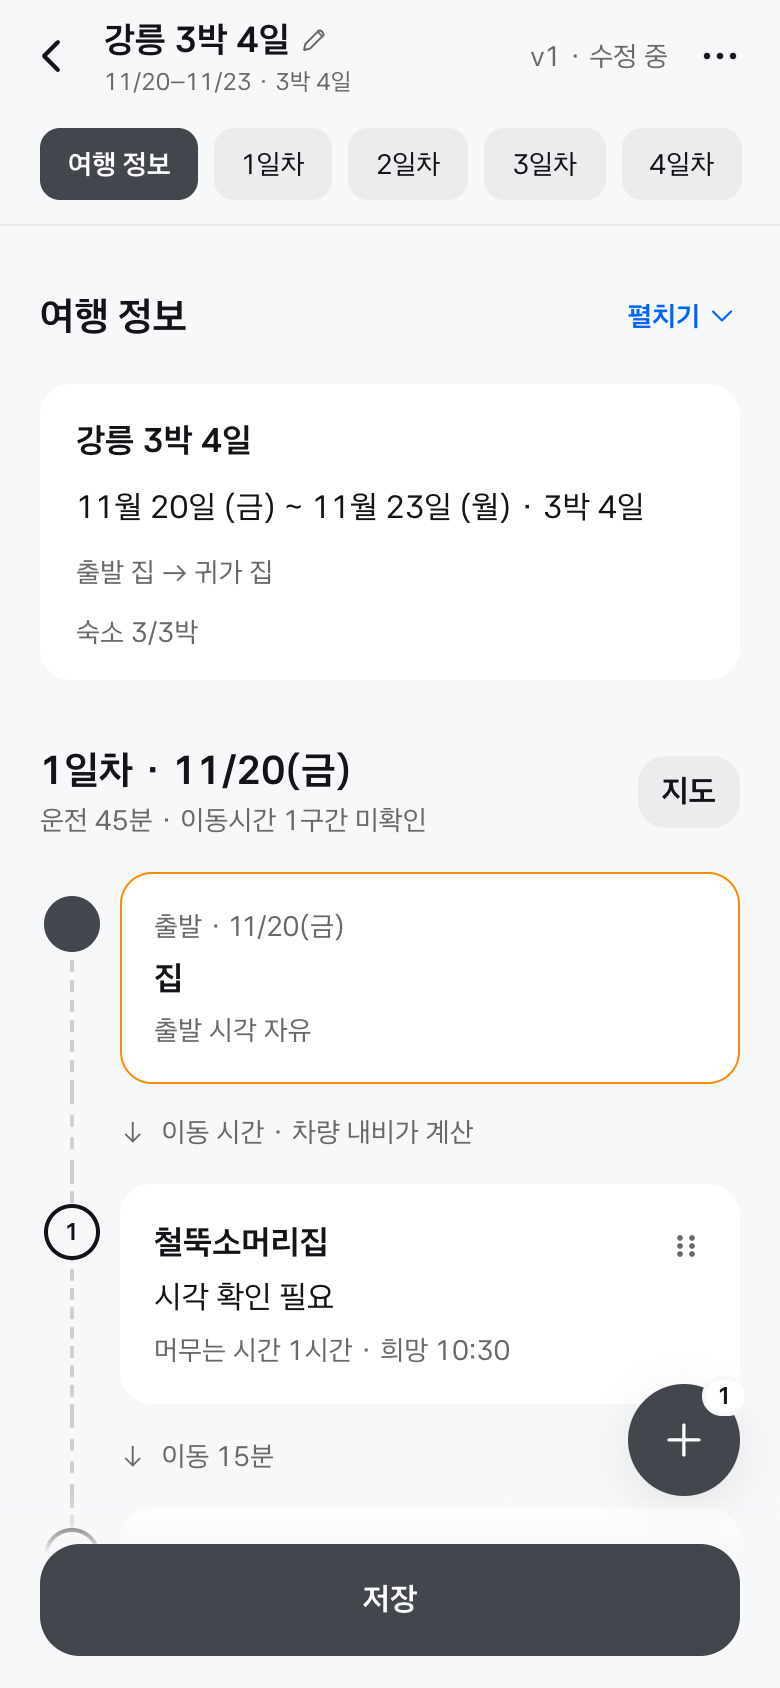 강릉 3박 4일
11/20–11/23 · 3박 4일
v1 · 수정 중
여행 정보
1일차
2일차
3일차
4일차
여행 정보
펼치기
강릉 3박 4일
11월 20일 (금) ~ 11월 23일 (월) · 3박 4일
출발 집 → 귀가 집
숙소 3/3박
1일차 · 11/20(금)
운전 45분 · 이동시간 1구간 미확인
지도
출발 · 11/20(금)
집
출발 시각 자유
↓ 이동 시간 · 차량 내비가 계산
1
철뚝소머리집
시각 확인 필요
머무는 시간 1시간 · 희망 10:30
1
↓ 이동 15분
저장